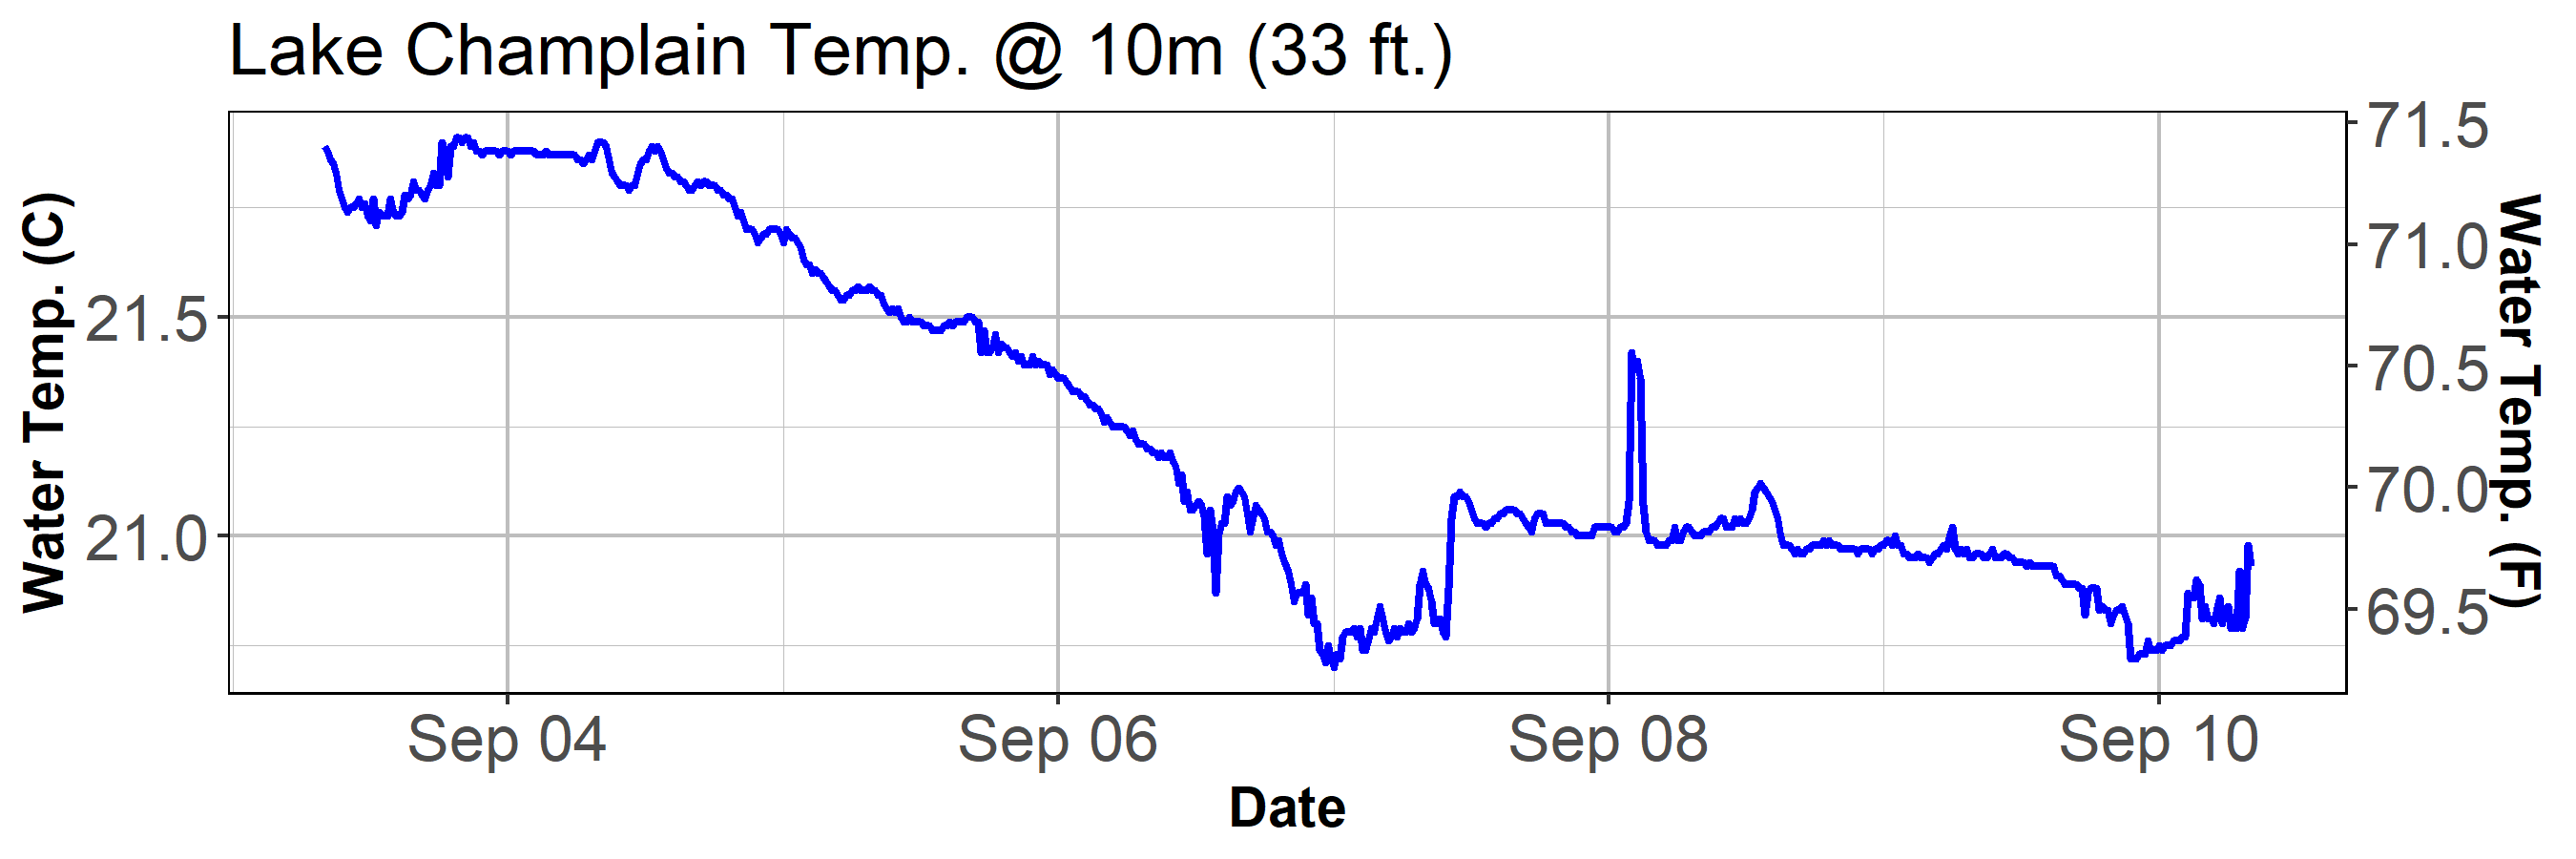 Lake Champlain Temp. @ 10m (33 ft.)
Water Temp. (C)
21.5
21.0
71.5
71.0
70.5
70.0
69.5
Water Temp. (F)
Sep 04 Sep 06 Sep 08 Sep 10
Date